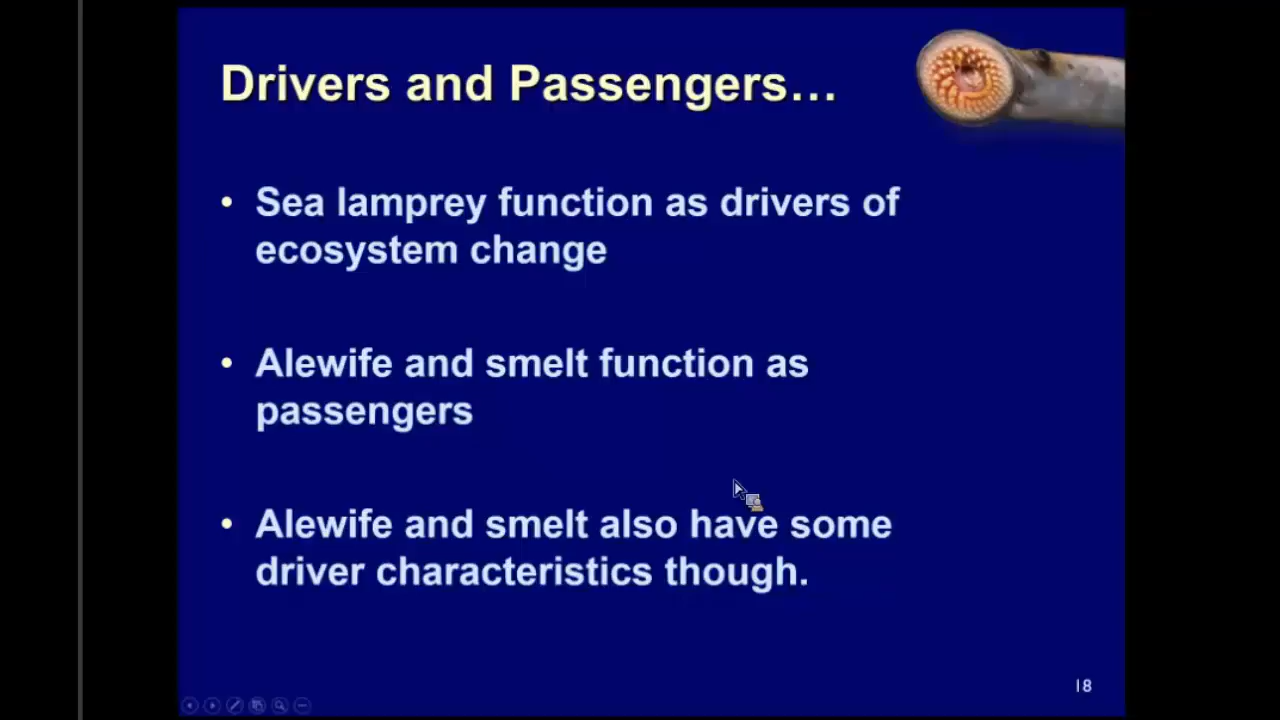 Drivers and Passengers…
• Sea lamprey function as drivers of
ecosystem change
• Alewife and smelt function as
passengers
• Alewife and smelt also have some
driver characteristics though.
18